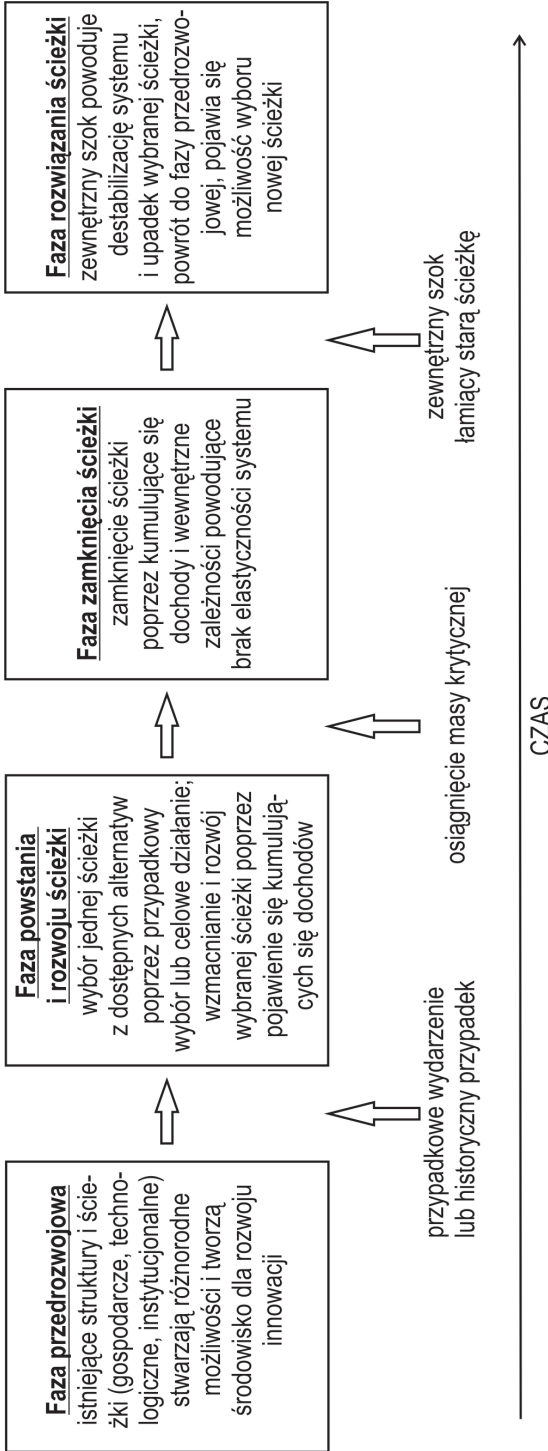 Faza przedrozwojowa
istniejące struktury i ście-
żki (gospodarcze, techno-
logiczne, instytucjonalne)
stwarzają różnorodne
możliwości i tworzą
środowisko dla rozwoju
innowacji
przypadkowe wydarzenie
lub historyczny przypadek
Faza powstania
i rozwoju ścieżki
wybór jednej ścieżki
z dostępnych alternatyw
poprzez przypadkowy
wybór lub celowe działanie;
wzmacnianie i rozwój
wybranej ścieżki poprzez
pojawienie się kumulują-
cych się dochodów
osiągnięcie masy krytycznej
Faza zamknięcia ścieżki
zamknięcie ścieżki
poprzez kumulujące się
dochody i wewnętrzne
zależności powodujące
brak elastyczności systemu
zewnętrzny szok
łamiący starą ścieżkę
Faza rozwiązania ścieżki
zewnętrzny szok powoduje
destabilizację systemu
i upadek wybranej ścieżki,
powrót do fazy przedrozwo-
jowej, pojawia się
możliwość wyboru
nowej ścieżki
CZAS